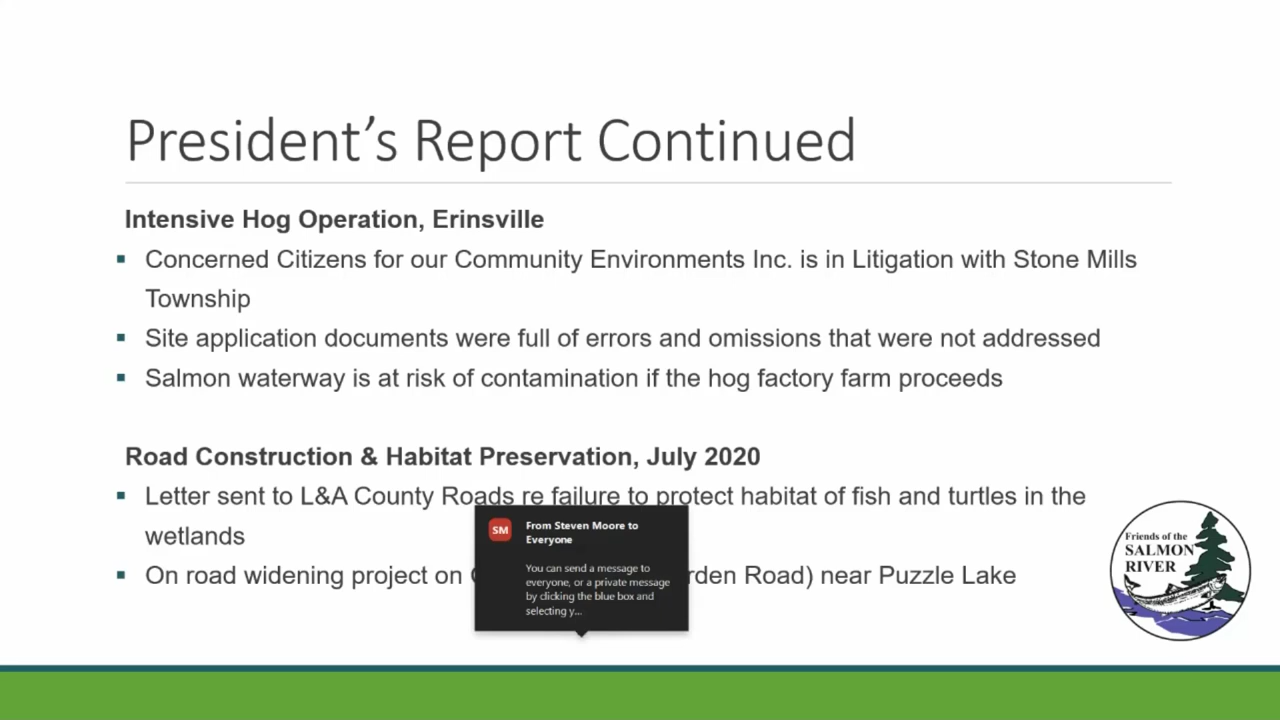 President's Report Continued
Intensive Hog Operation, Erinsville
▪ Concerned Citizens for our Community Environments Inc. is in Litigation with Stone Mills
Township
▪ Site application documents were full of errors and omissions that were not addressed
▪ Salmon waterway is at risk of contamination if the hog factory farm proceeds
Road Construction & Habitat Preservation, July 2020
▪ Letter sent to L&A County Roads re failure to protect habitat of fish and turtles in the
wetlands
▪ On road widening project on rden Road) near Puzzle Lake
SM
From Steven Moore to
Everyone
You can send a message to
everyone, or a private message
by clicking the blue box and
selecting y...
Friends of the
SALMON
RIVER